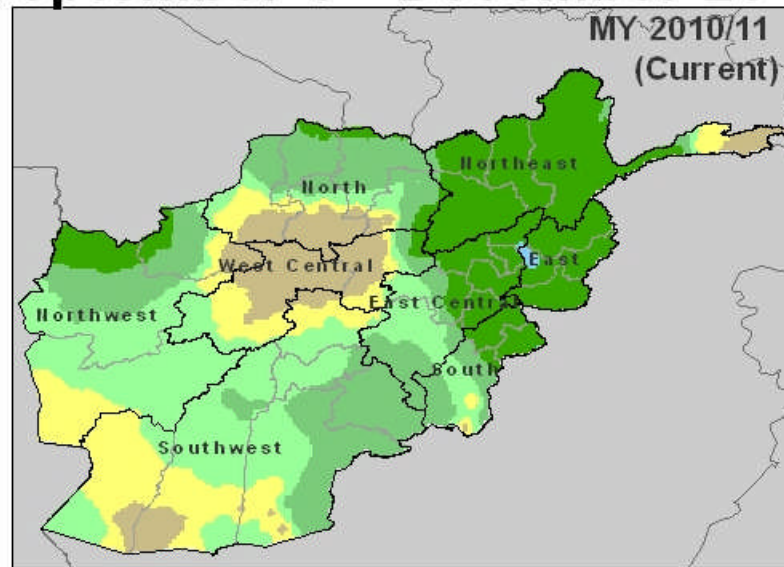 MY 2010/11
(Current)
Northeast
North
East
West Central
East Central
Northwest
South
Southwest